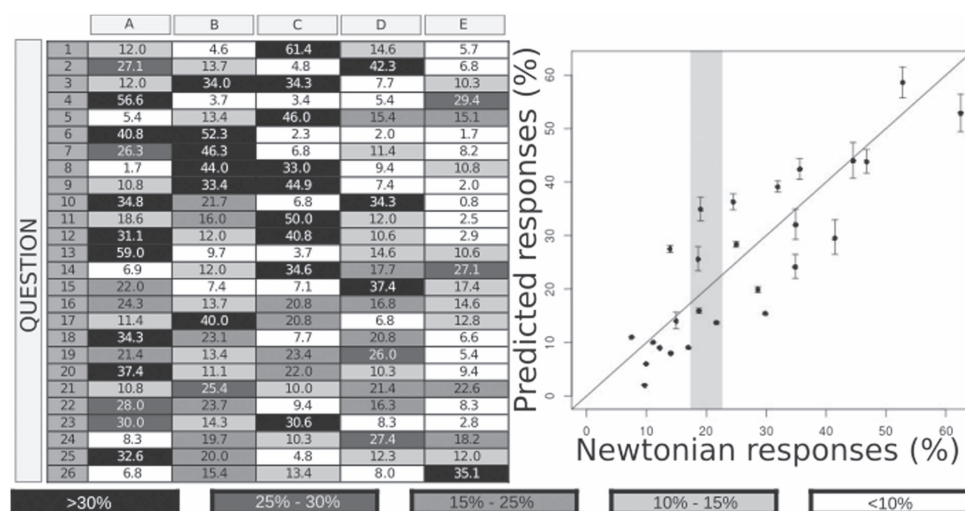 A B C D E
QUESTION
1 12.0 4.6 61.4 14.6 5.7
2 27.1 13.7 4.8 42.3 6.8
3 12.0 34.0 34.3 7.7 10.3
4 56.6 3.7 3.4 5.4 29.4
5 5.4 13.4 46.0 15.4 15.1
6 40.8 52.3 2.3 2.0 1.7
7 26.3 46.3 6.8 11.4 8.2
8 1.7 44.0 33.0 9.4 10.8
9 10.8 33.4 44.9 7.4 2.0
10 34.8 21.7 6.8 34.3 0.8
11 18.6 16.0 50.0 12.0 2.5
12 31.1 12.0 40.8 10.6 2.9
13 59.0 9.7 3.7 14.6 10.6
14 6.9 12.0 34.6 17.7 27.1
15 22.0 7.4 7.1 37.4 17.4
16 24.3 13.7 20.8 16.8 14.6
17 11.4 40.0 20.8 6.8 12.8
18 34.3 23.1 7.7 20.8 6.6
19 21.4 13.4 23.4 26.0 5.4
20 37.4 11.1 22.0 10.3 9.4
21 10.8 25.4 10.0 21.4 22.6
22 28.0 23.7 9.4 16.3 8.3
23 30.0 14.3 30.6 8.3 2.8
24 8.3 19.7 10.3 27.4 18.2
25 32.6 20.0 4.8 12.3 12.0
26 6.8 15.4 13.4 8.0 35.1
>30% 25% - 30% 15% - 25% 10% - 15% <10%
Predicted responses (%)
60
50
40
30
20
10
0
0 10 20 30 40 50 60
Newtonian responses (%)